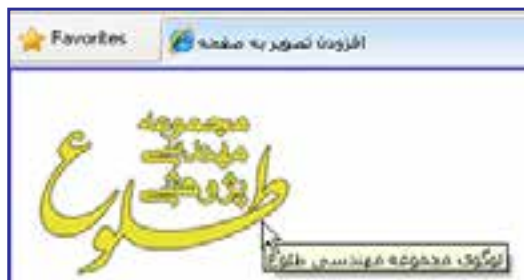 Favorites
افزودن تصویر به صفحه
مجموعه
مهندسی
پژوهشی
طلوع
لوگوی مجموعه مهندسی طلوع